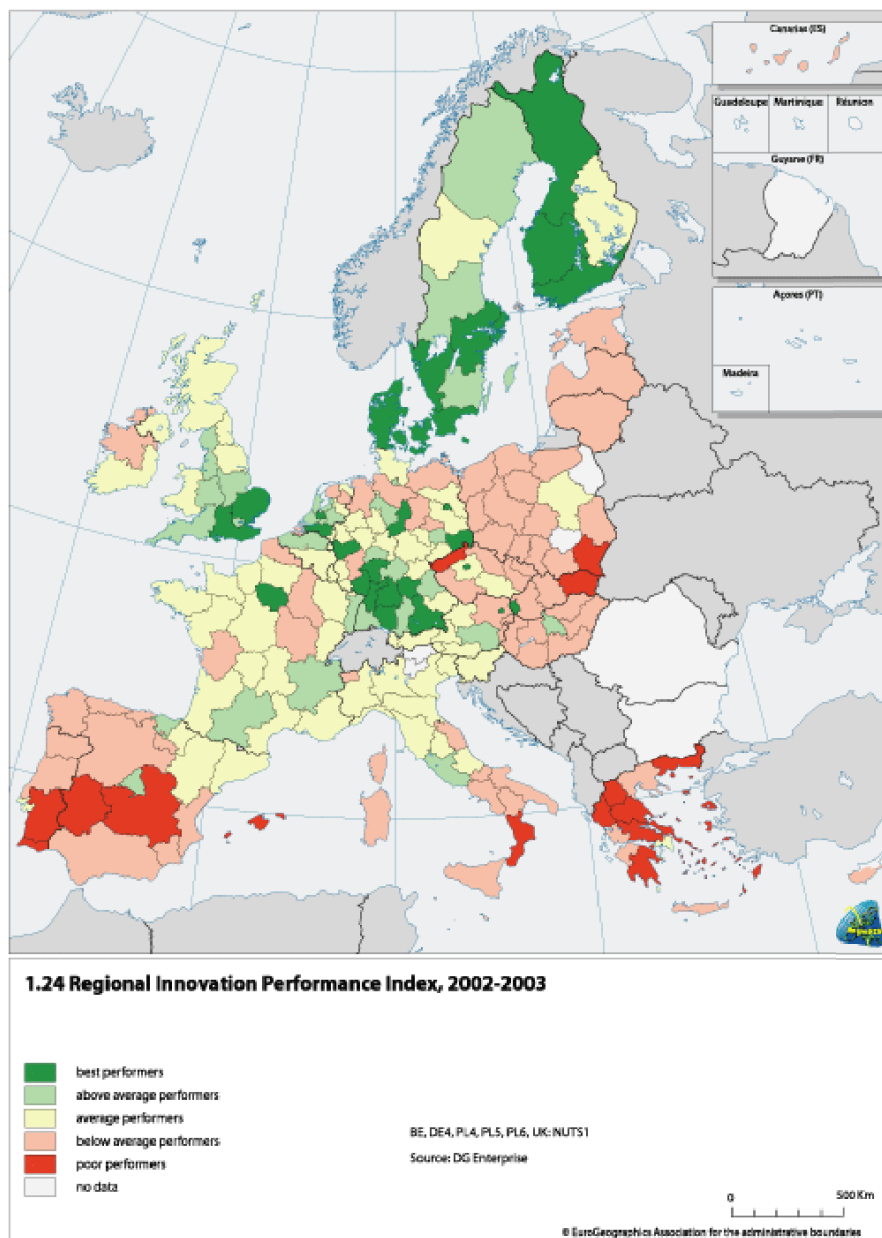 Canarias (ES)
Guadeloupe Martinique Réunion
Guyane (FR)
Açores (PT)
Madeira
1.24 Regional Innovation Performance Index, 2002-2003
best performers
above average performers
average performers
below average performers
poor performers
no data
BE, DE4, PL4, PL5, PL6, UK: NUTS1
Source: DG Enterprise
0 500 Km
© EuroGeographics Association for the administrative boundaries